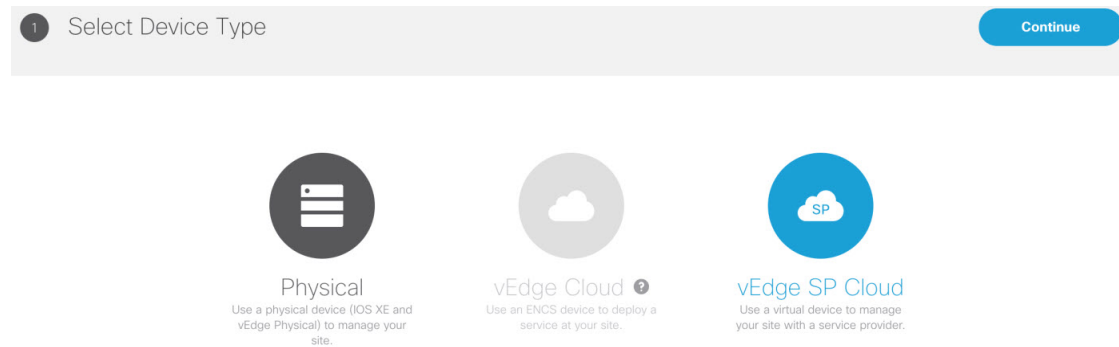 1 Select Device Type
Continue
SP
Physical
Use a physical device (IOS XE and
vEdge Physical) to manage your
site.
vEdge Cloud ?
Use an ENCS device to deploy a
service at your site.
vEdge SP Cloud
Use a virtual device to manage
your site with a service provider.